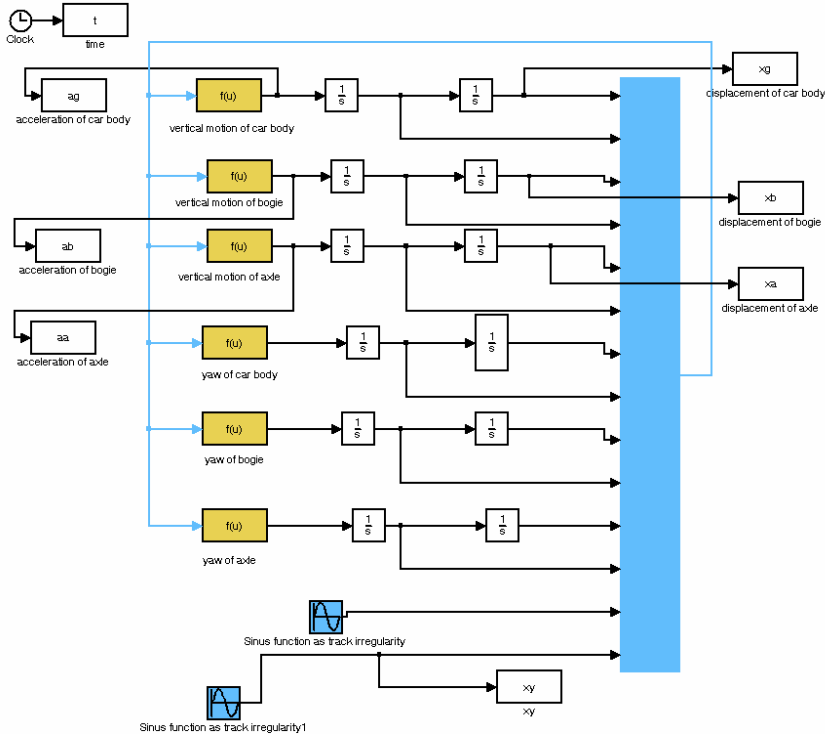 t
Clock
time
xg
displacement of car body
ag
acceleration of car body
f(u)
vertical motion of car body
1
s
1
s
f(u)
vertical motion of bogie
1
s
1
s
xb
displacement of bogie
ab
acceleration of bogie
f(u)
vertical motion of axle
1
s
1
s
xa
displacement of axle
aa
acceleration of axle
f(u)
yaw of car body
1
s
1
s
f(u)
yaw of bogie
1
s
1
s
f(u)
yaw of axle
1
s
1
s
Sinus function as track irregularity
xy
xy
Sinus function as track irregularity1